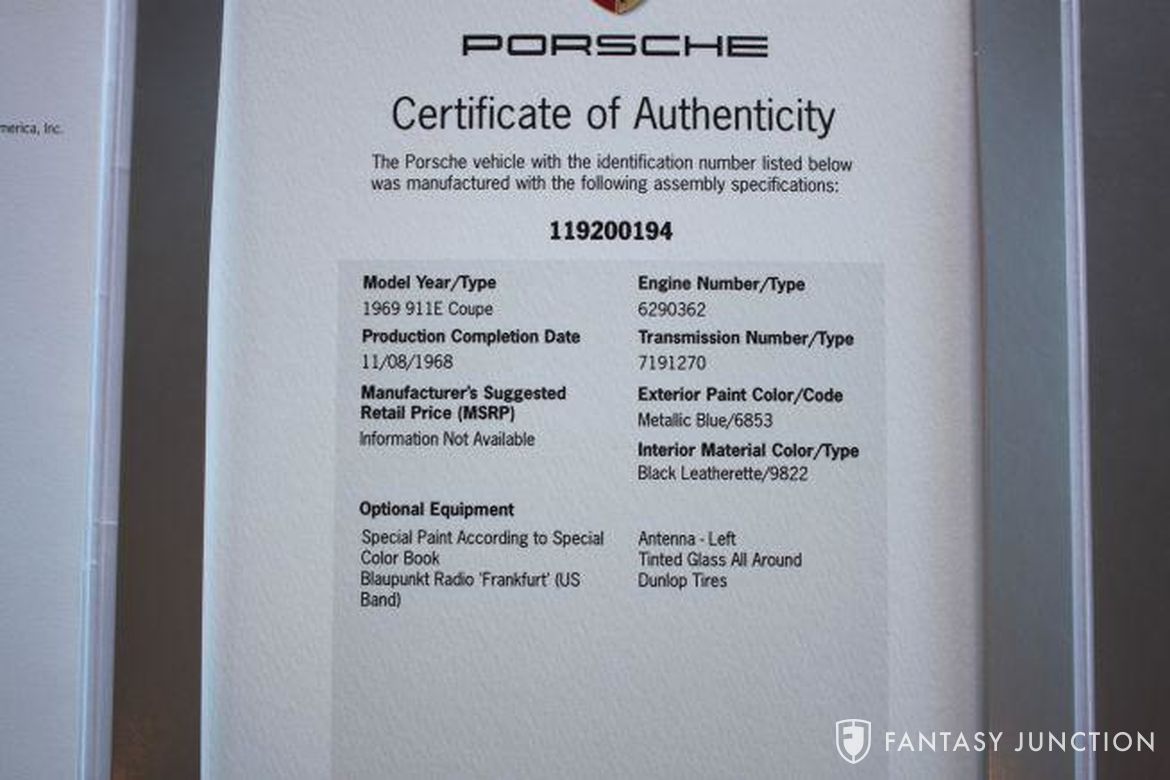 merica, Inc.
PORSCHE
Certificate of Authenticity
The Porsche vehicle with the identification number listed below
was manufactured with the following assembly specifications:
119200194
Model Year/Type
1969 911E Coupe
Production Completion Date
11/08/1968
Manufacturer's Suggested
Retail Price (MSRP)
Information Not Available
Engine Number/Type
6290362
Transmission Number/Type
7191270
Exterior Paint Color/Code
Metallic Blue/6853
Interior Material Color/Type
Black Leatherette/9822
Optional Equipment
Special Paint According to Special
Color Book
Blaupunkt Radio 'Frankfurt' (US
Band)
Antenna - Left
Tinted Glass All Around
Dunlop Tires
FANTASY JUNCTION